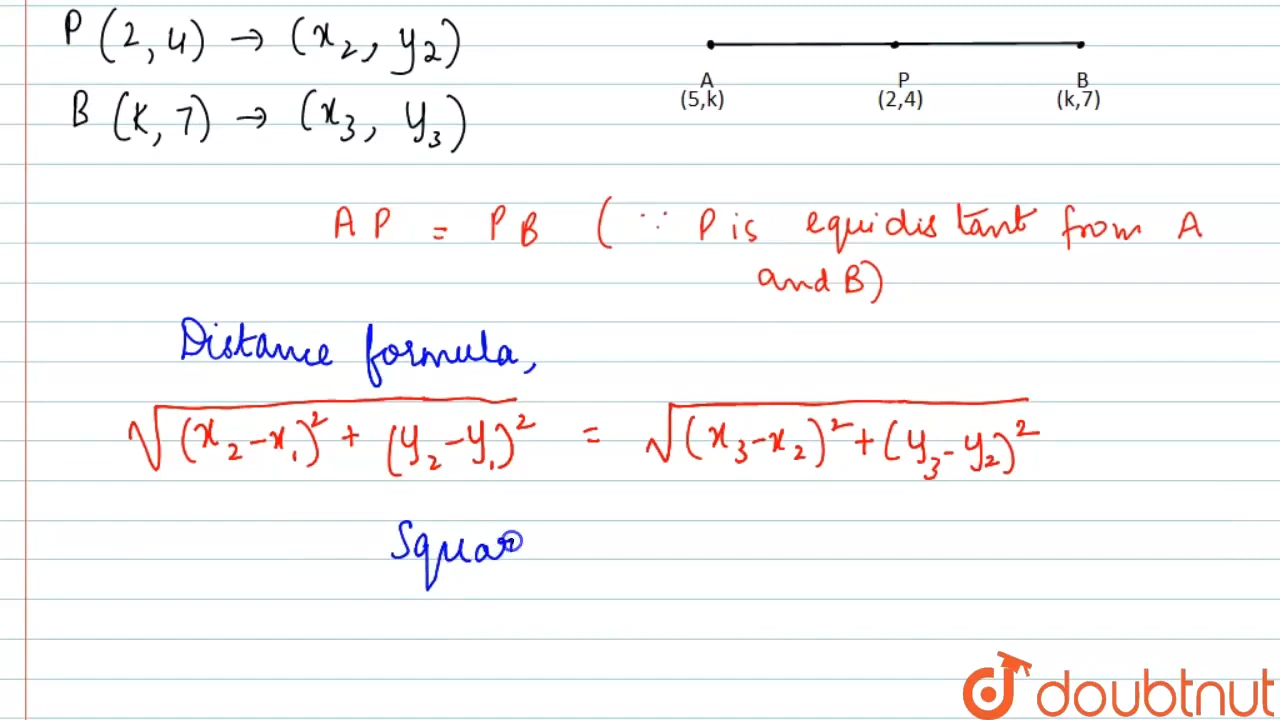 P (2, 4) → (x₂, y₂)
B (K, 7) → (x₃, y₃)
A P B
(5,k) (2,4) (k,7)
AP = PB (∵ P is equidistant from A
and B)
Distance formula,
√(x₂-x₁)² + (y₂-y₁)² = √(x₃-x₂)² + (y₃-y₂)²
Squar
doubtnut